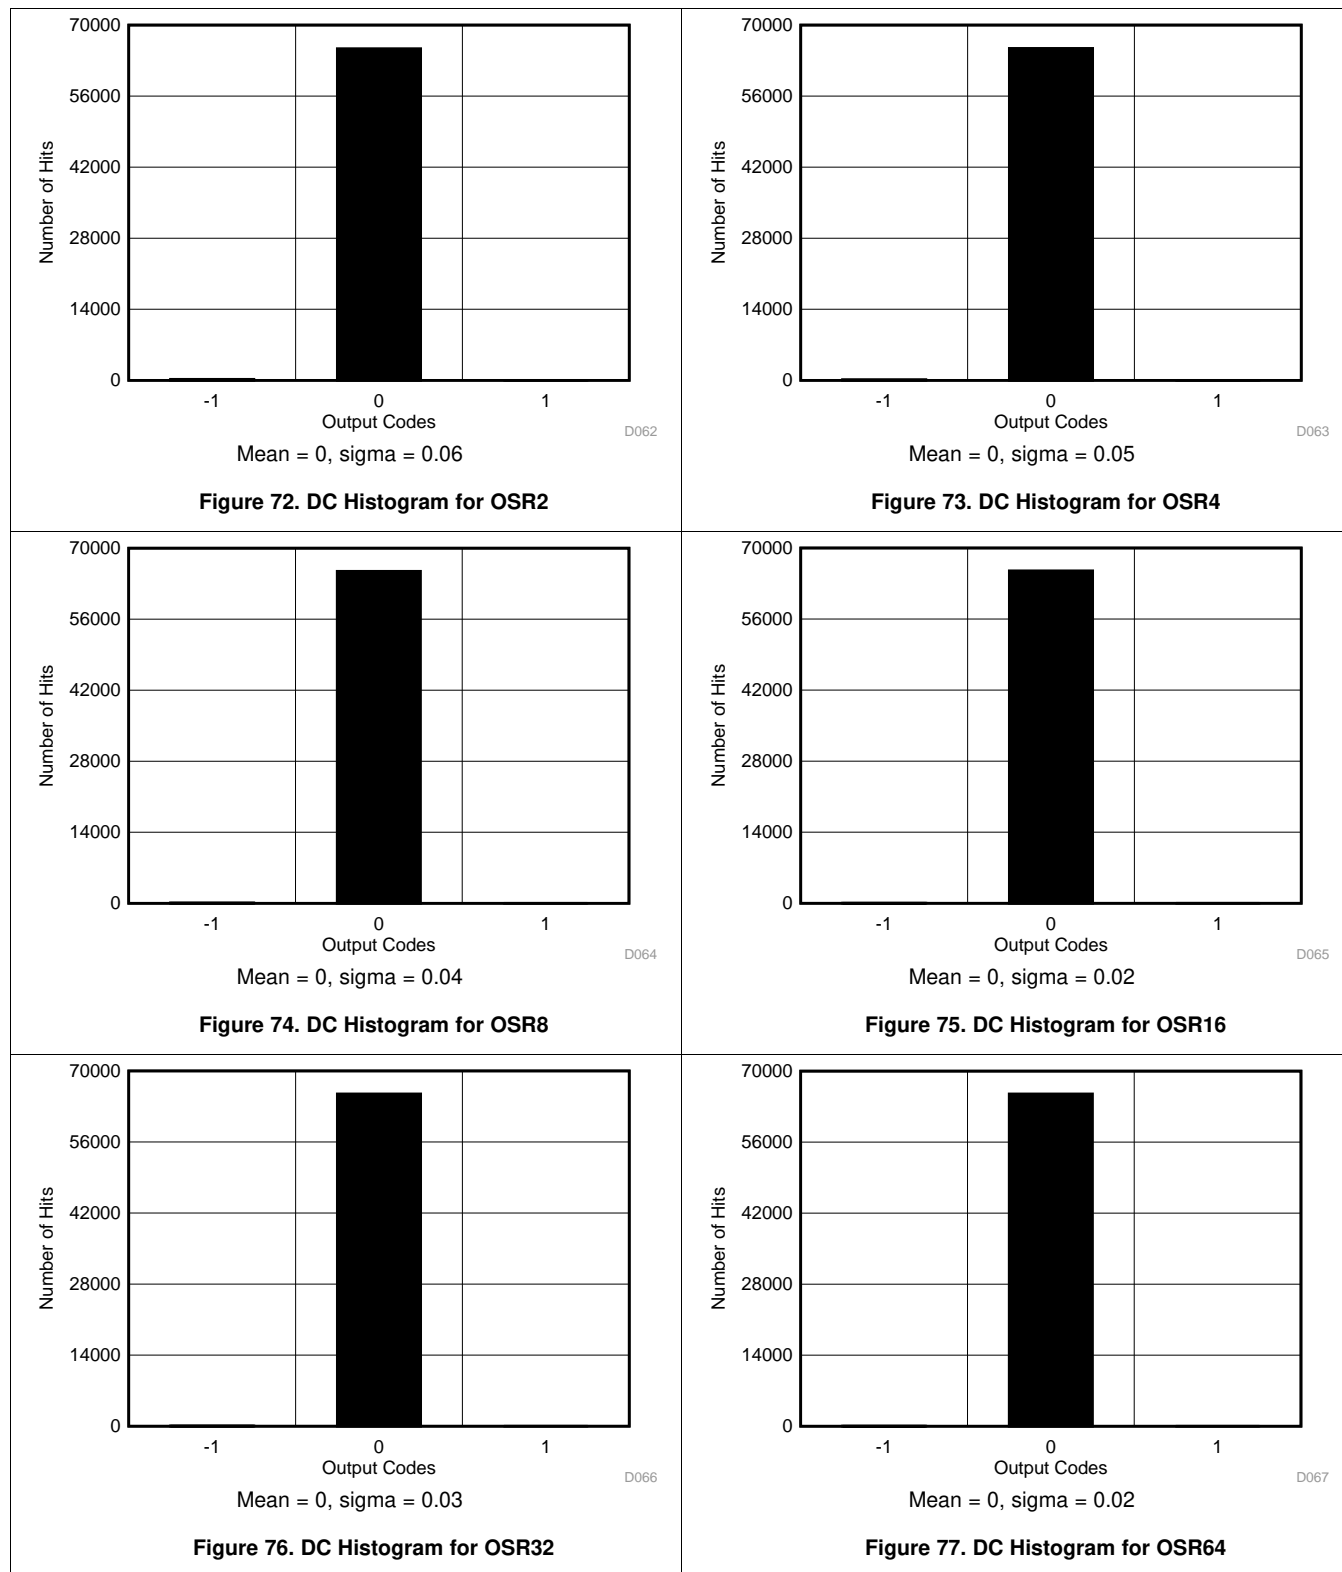 70000
56000
42000
28000
14000
0
Number of Hits
-1 0 1
Output Codes
D062
Mean = 0, sigma = 0.06
Figure 72. DC Histogram for OSR2
70000
56000
42000
28000
14000
0
Number of Hits
-1 0 1
Output Codes
D063
Mean = 0, sigma = 0.05
Figure 73. DC Histogram for OSR4
70000
56000
42000
28000
14000
0
Number of Hits
-1 0 1
Output Codes
D064
Mean = 0, sigma = 0.04
Figure 74. DC Histogram for OSR8
70000
56000
42000
28000
14000
0
Number of Hits
-1 0 1
Output Codes
D065
Mean = 0, sigma = 0.02
Figure 75. DC Histogram for OSR16
70000
56000
42000
28000
14000
0
Number of Hits
-1 0 1
Output Codes
D066
Mean = 0, sigma = 0.03
Figure 76. DC Histogram for OSR32
70000
56000
42000
28000
14000
0
Number of Hits
-1 0 1
Output Codes
D067
Mean = 0, sigma = 0.02
Figure 77. DC Histogram for OSR64